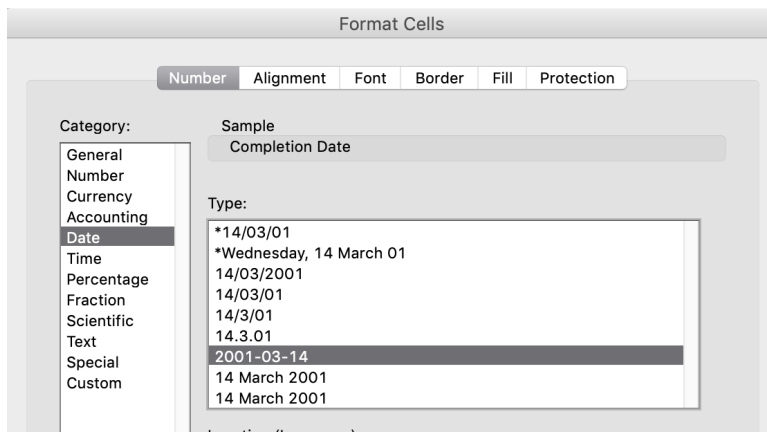 Format Cells
Number Alignment Font Border Fill Protection
Category:
General
Number
Currency
Accounting
Date
Time
Percentage
Fraction
Scientific
Text
Special
Custom
Sample
Completion Date
Type:
*14/03/01
*Wednesday, 14 March 01
14/03/2001
14/03/01
14/3/01
14.3.01
2001-03-14
14 March 2001
14 March 2001